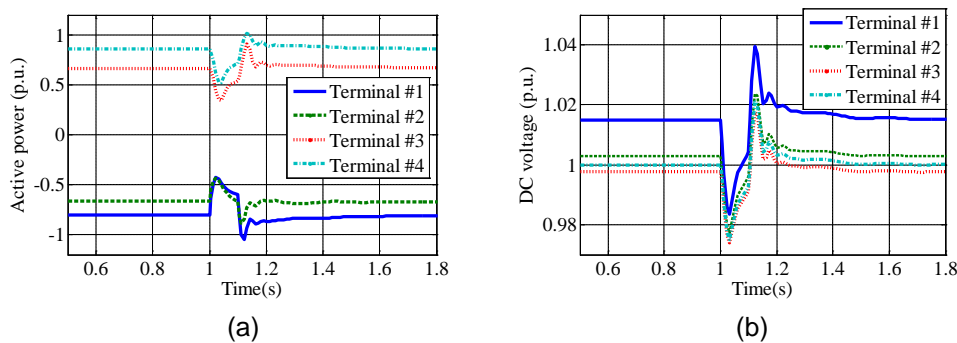 1
0.5
0
-0.5
-1
Active power (p.u.)
Terminal #1
Terminal #2
Terminal #3
Terminal #4
0.6 0.8 1 1.2 1.4 1.6 1.8
Time(s)
(a)
Terminal #1
Terminal #2
Terminal #3
Terminal #4
1.04
1.02
1
0.98
DC voltage (p.u.)
0.6 0.8 1 1.2 1.4 1.6 1.8
Time(s)
(b)